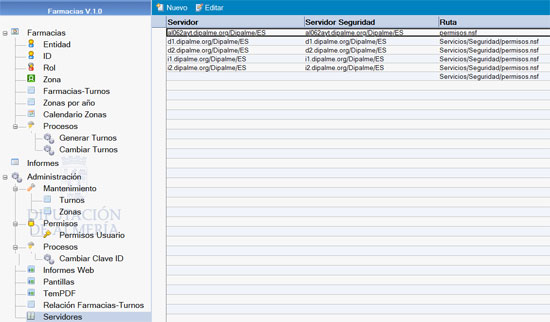 Farmacias V.1.0
Nuevo Editar
Farmacias
Entidad
ID
Rol
Zona
Farmacias-Turnos
Zonas por año
Calendario Zonas
Procesos
Generar Turnos
Cambiar Turnos
Informes
Administración
Mantenimiento
Turnos
Zonas
Permisos
Permisos Usuario
Procesos
Cambiar Clave ID
Informes Web
Pantillas
TemPDF
Relación Farmacias-Turnos
Servidores
DIPUTACIÓN
DE ALMERÍA
Servidor Servidor Seguridad Ruta
al062ayt.dipalme.org/Dipalme/ES al062ayt.dipalme.org/Dipalme/ES permisos.nsf
d1.dipalme.org/Dipalme/ES d1.dipalme.org/Dipalme/ES Servicios/Seguridad/permisos.nsf
d2.dipalme.org/Dipalme/ES d2.dipalme.org/Dipalme/ES Servicios/Seguridad/permisos.nsf
i1.dipalme.org/Dipalme/ES i1.dipalme.org/Dipalme/ES Servicios/Seguridad/permisos.nsf
i2.dipalme.org/Dipalme/ES i2.dipalme.org/Dipalme/ES Servicios/Seguridad/permisos.nsf
Servicios/Seguridad/permisos.nsf